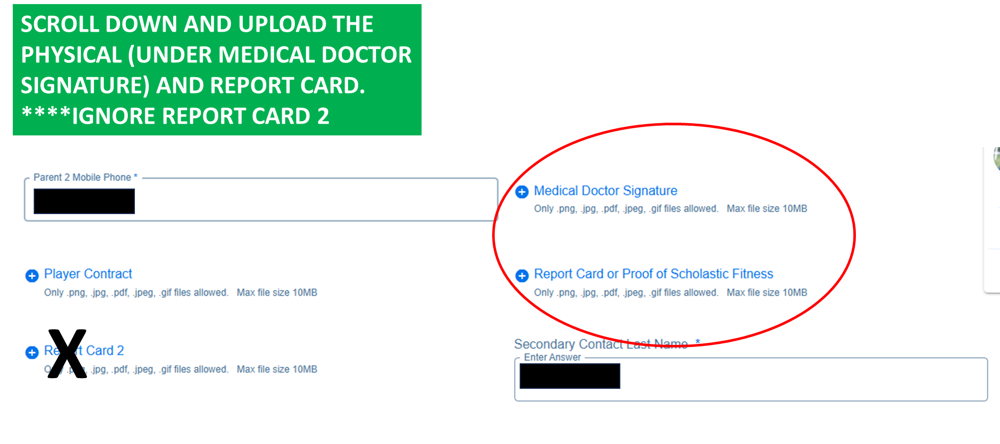 SCROLL DOWN AND UPLOAD THE
PHYSICAL (UNDER MEDICAL DOCTOR
SIGNATURE) AND REPORT CARD.
****IGNORE REPORT CARD 2
Parent 2 Mobile Phone *
Medical Doctor Signature
Only .png, .jpg, .pdf, .jpeg, .gif files allowed. Max file size 10MB
Player Contract
Only .png, .jpg, .pdf, .jpeg, .gif files allowed. Max file size 10MB
Report Card or Proof of Scholastic Fitness
Only .png, .jpg, .pdf, .jpeg, .gif files allowed. Max file size 10MB
X
Report Card 2
Only .png, .jpg, .pdf, .jpeg, .gif files allowed. Max file size 10MB
Secondary Contact Last Name *
Enter Answer